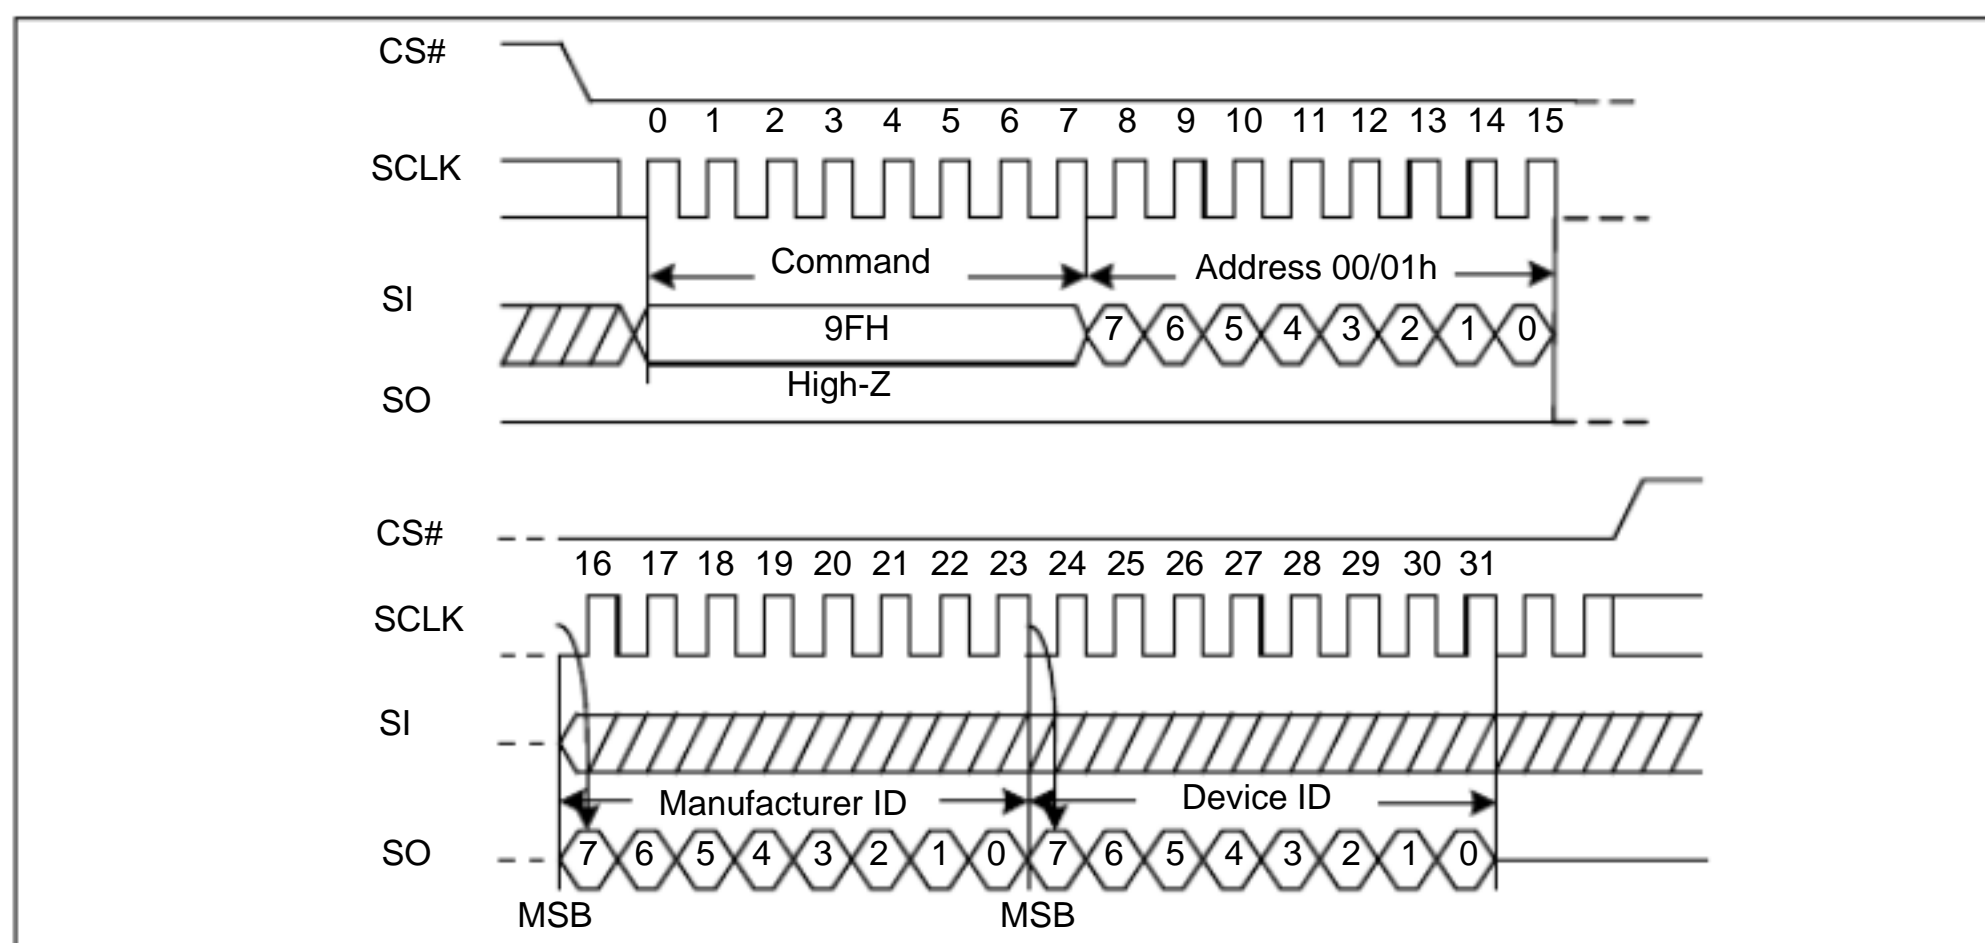 CS#
0 1 2 3 4 5 6 7 8 9 10 11 12 13 14 15
SCLK
Command Address 00/01h
SI
9FH 7 6 5 4 3 2 1 0
High-Z
SO
CS#
16 17 18 19 20 21 22 23 24 25 26 27 28 29 30 31
SCLK
SI
Manufacturer ID Device ID
SO 7 6 5 4 3 2 1 0 7 6 5 4 3 2 1 0
MSB MSB